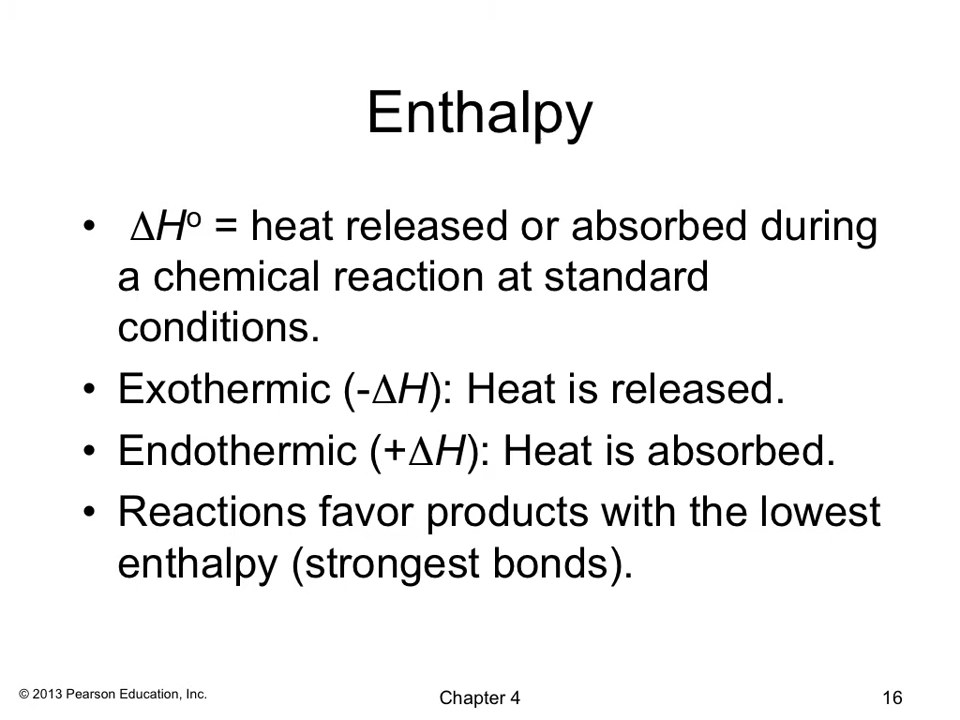 Enthalpy
• ΔHº = heat released or absorbed during
a chemical reaction at standard
conditions.
• Exothermic (-ΔH): Heat is released.
• Endothermic (+ΔH): Heat is absorbed.
• Reactions favor products with the lowest
enthalpy (strongest bonds).
© 2013 Pearson Education, Inc.
Chapter 4
16